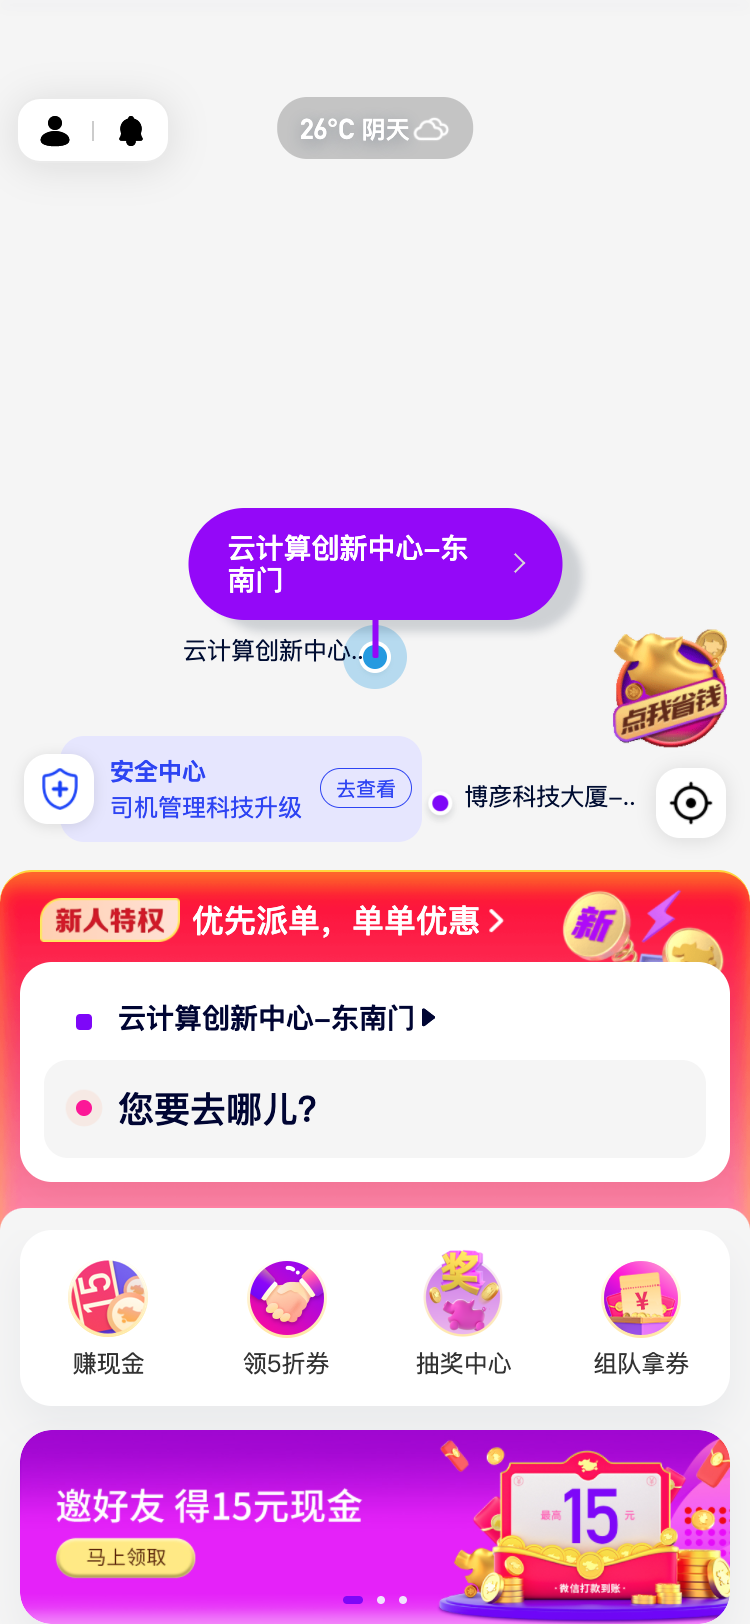 26°C 阴天
云计算创新中心-东
南门
云计算创新中心..
点我省钱
安全中心
司机管理科技升级
去查看
博彦科技大厦-..
新人特权
优先派单，单单优惠
新
云计算创新中心-东南门
您要去哪儿?
15
奖
¥
赚现金
领5折券
抽奖中心
组队拿券
邀好友 得15元现金
马上领取
最高15元
·微信打款到账·